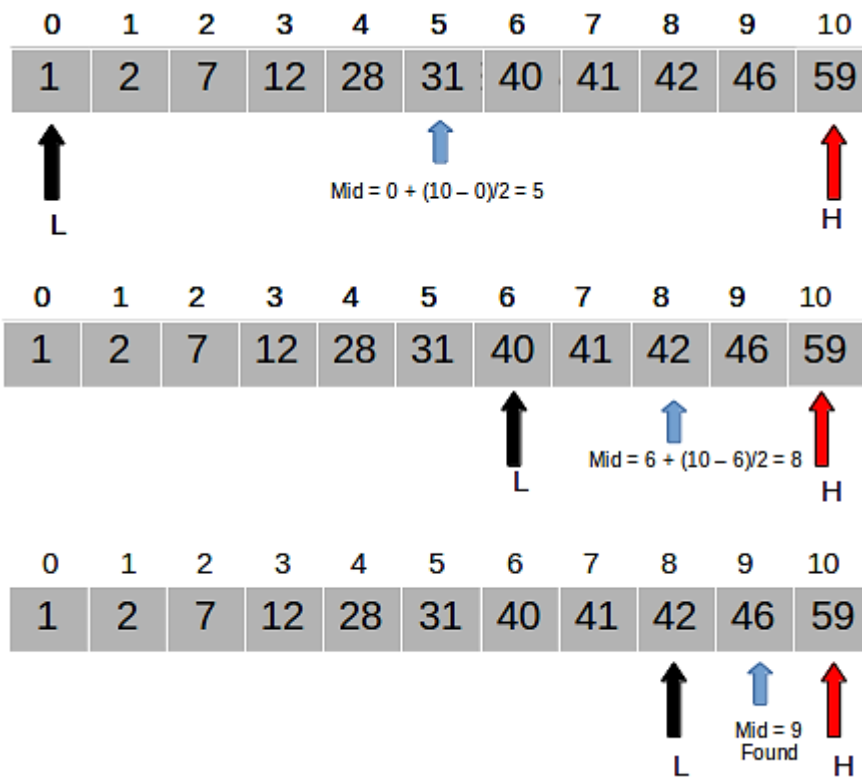 0 1 2 3 4 5 6 7 8 9 10
1 2 7 12 28 31 40 41 42 46 59
Mid = 0 + (10 – 0)/2 = 5
L H
0 1 2 3 4 5 6 7 8 9 10
1 2 7 12 28 31 40 41 42 46 59
Mid = 6 + (10 – 6)/2 = 8
L H
0 1 2 3 4 5 6 7 8 9 10
1 2 7 12 28 31 40 41 42 46 59
Mid = 9
Found
L H